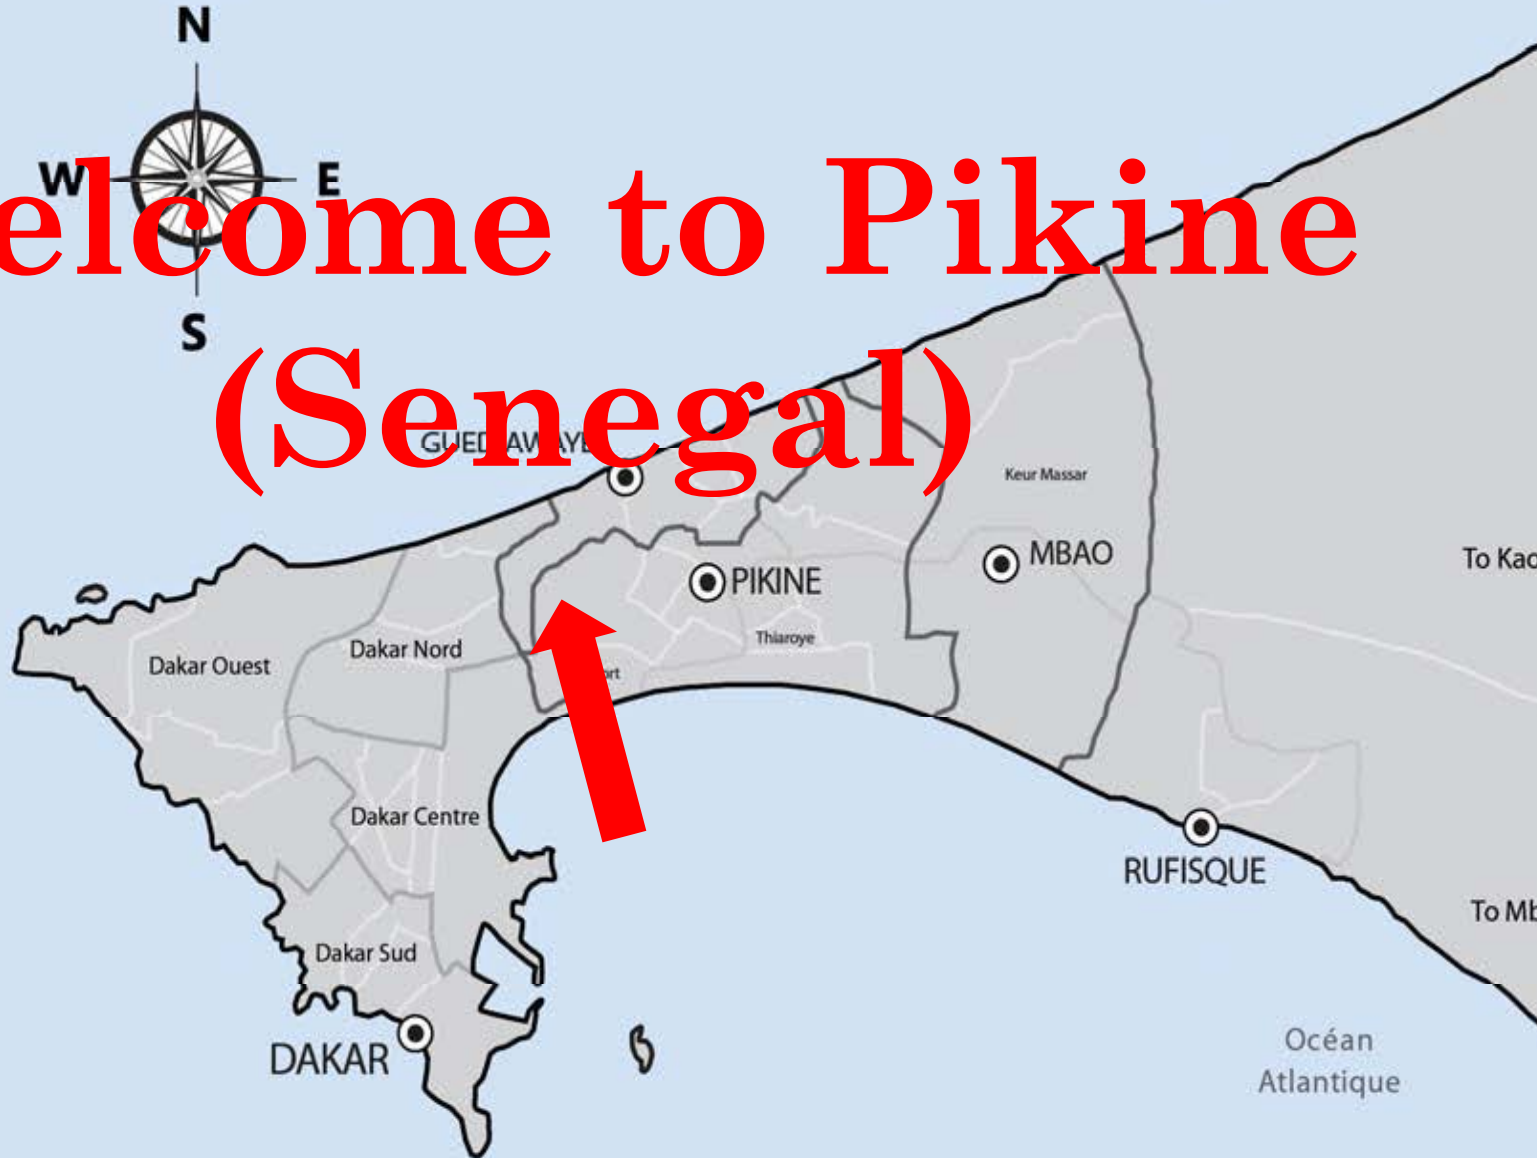 N
W E
elcome to Pikine
S
(Senegal)
Keur Massar
MBAO
To Kao
PIKINE
Thiaroye
Dakar Nord
Dakar Ouest
ort
Dakar Centre
RUFISQUE
To Mb
Dakar Sud
DAKAR
Océan
Atlantique